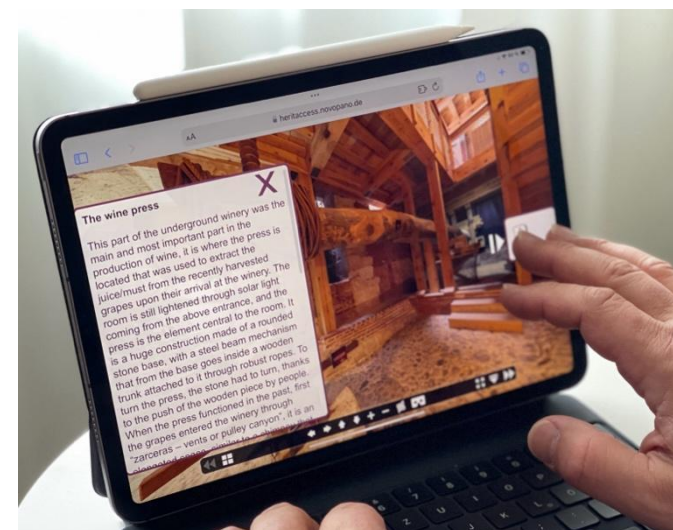 AA
heritaccess.novopano.de
The wine press
X
This part of the underground winery was the
main and most important part in the
production of wine, it is where the press is
located that was used to extract the
juice/must from the recently harvested
grapes upon their arrival at the winery. The
room is still lightened through solar light
coming from the above entrance, and the
press is the element central to the room. It
is a huge construction made of a rounded
stone base, with a steel beam mechanism
that from the base goes inside a wooden
trunk attached to it through robust ropes. To
turn the press, the stone had to turn, thanks
to the push of the wooden piece by people.
When the press functioned in the past, first
the grapes entered the winery through
"zarceras – vents or pulley canyon", it is an